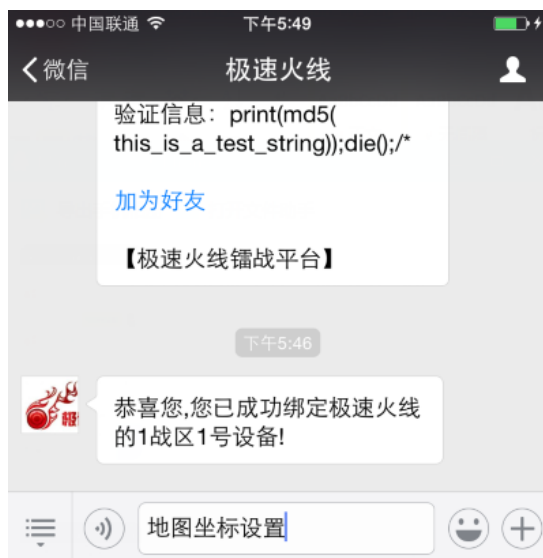 中国联通 下午5:49
微信 极速火线
验证信息：print(md5(
this_is_a_test_string));die();/*
加为好友
【极速火线镭战平台】
下午5:46
恭喜您,您已成功绑定极速火线
的1战区1号设备!
地图坐标设置